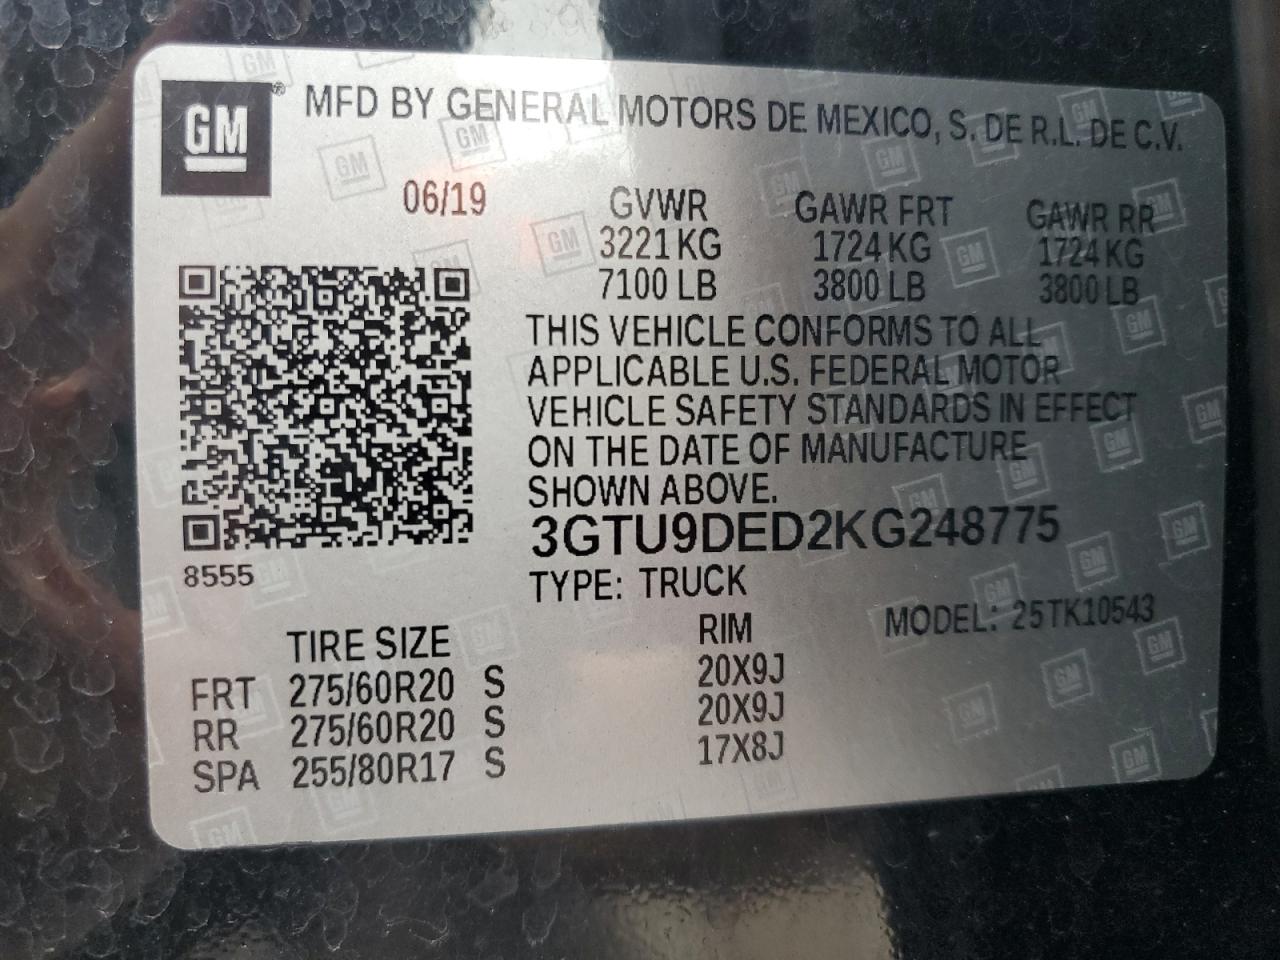 GM® MFD BY GENERAL MOTORS DE MEXICO, S. DE R.L. DE C.V.
06/19
GVWR GAWR FRT GAWR RR
3221 KG 1724 KG 1724 KG
7100 LB 3800 LB 3800 LB
THIS VEHICLE CONFORMS TO ALL
APPLICABLE U.S. FEDERAL MOTOR
VEHICLE SAFETY STANDARDS IN EFFECT
ON THE DATE OF MANUFACTURE
SHOWN ABOVE.
3GTU9DED2KG248775
8555
TYPE: TRUCK
MODEL: 25TK10543
TIRE SIZE RIM
FRT 275/60R20 S 20X9J
RR 275/60R20 S 20X9J
SPA 255/80R17 S 17X8J